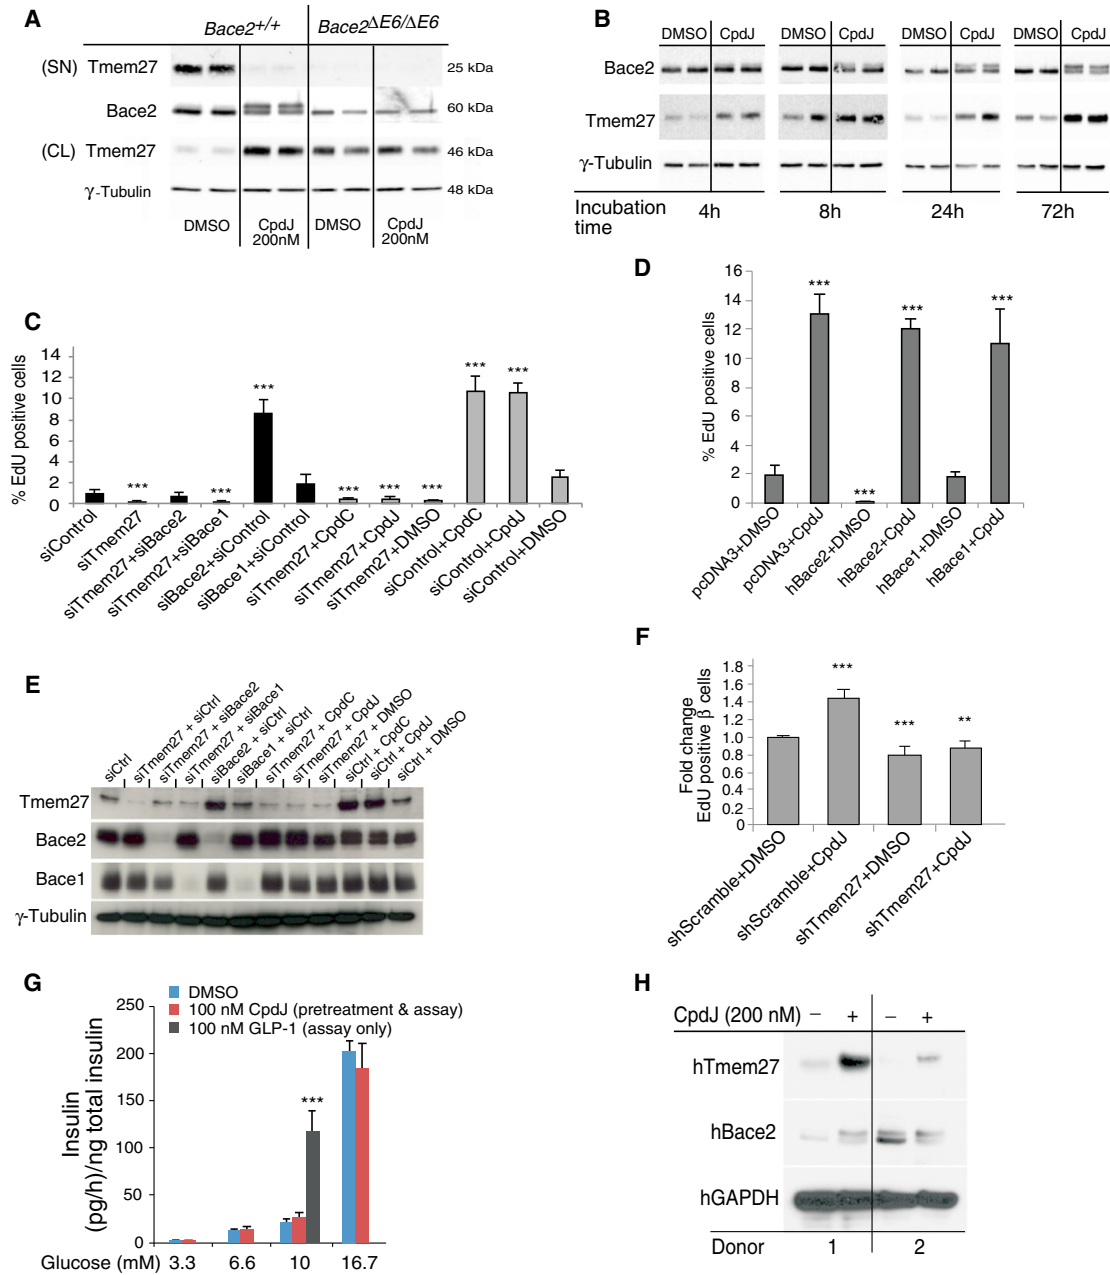 A
Bace2+/+
Bace2ΔE6/ΔE6
(SN) Tmem27
25 kDa
Bace2
60 kDa
(CL) Tmem27
46 kDa
γ-Tubulin
48 kDa
DMSO
CpdJ
200nM
DMSO
CpdJ
200nM
B
DMSO CpdJ
DMSO CpdJ
DMSO CpdJ
DMSO CpdJ
Bace2
Tmem27
γ-Tubulin
Incubation
time
4h
8h
24h
72h
C
% EdU positive cells
14
12
10
8
6
4
2
0
***
***
***
***
***
***
***
***
siControl
siTmem27
siTmem27+siBace2
siTmem27+siBace1
siBace2+siControl
siBace1+siControl
siTmem27+CpdC
siTmem27+CpdJ
siTmem27+DMSO
siControl+CpdC
siControl+CpdJ
siControl+DMSO
D
% EdU positive cells
16
14
12
10
8
6
4
2
0
***
***
***
***
pcDNA3+DMSO
pcDNA3+CpdJ
hBace2+DMSO
hBace2+CpdJ
hBace1+DMSO
hBace1+CpdJ
E
siCtrl
siTmem27 + siCtrl
siTmem27 + siBace2
siTmem27 + siBace1
siBace2 + siCtrl
siBace1 + siCtrl
siTmem27 + CpdC
siTmem27 + CpdJ
siTmem27 + DMSO
siCtrl + CpdC
siCtrl + CpdJ
siCtrl + DMSO
Tmem27
Bace2
Bace1
γ-Tubulin
F
Fold change
EdU positive β cells
1.8
1.6
1.4
1.2
1.0
0.8
0.6
0.4
0.2
0
***
***
**
shScramble+DMSO
shScramble+CpdJ
shTmem27+DMSO
shTmem27+CpdJ
G
DMSO
100 nM CpdJ (pretreatment & assay)
100 nM GLP-1 (assay only)
Insulin
(pg/h)/ng total insulin
250
200
150
100
50
0
***
Glucose (mM) 3.3 6.6 10 16.7
H
CpdJ (200 nM) – + – +
hTmem27
hBace2
hGAPDH
Donor 1 2